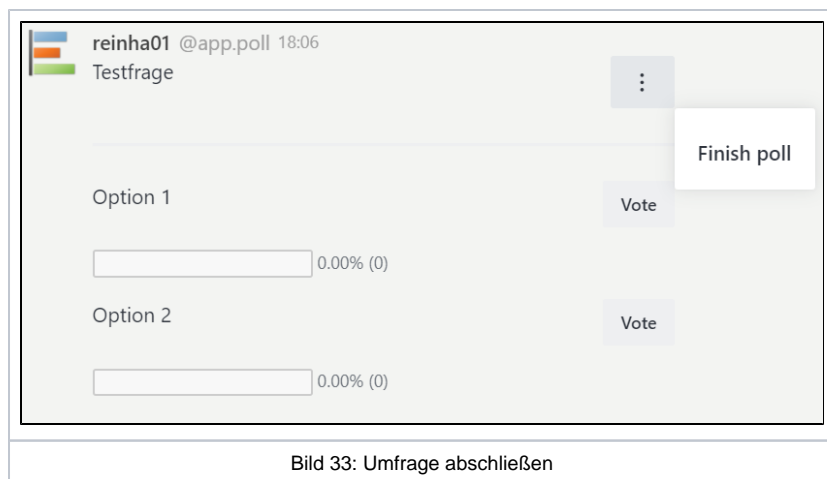 reinha01 @app.poll 18:06
Testfrage
⋮
Finish poll
Option 1
Vote
0.00% (0)
Option 2
Vote
0.00% (0)
Bild 33: Umfrage abschließen